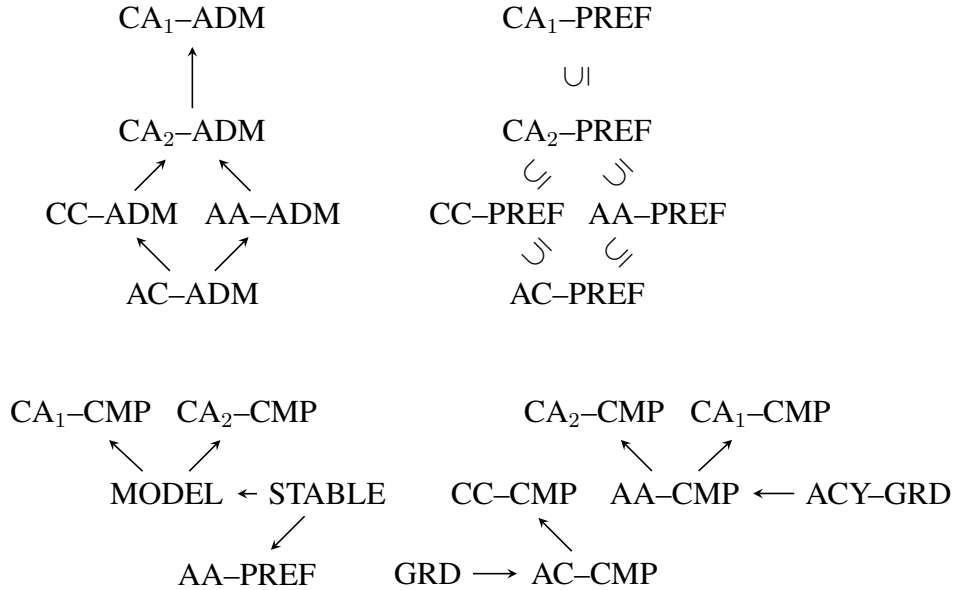 CA₁–ADM CA₁–PREF
⊆
CA₂–ADM CA₂–PREF
⊆ ⊆
CC–ADM AA–ADM CC–PREF AA–PREF
⊆ ⊆
AC–ADM AC–PREF
CA₁–CMP CA₂–CMP CA₂–CMP CA₁–CMP
MODEL STABLE CC–CMP AA–CMP ACY–GRD
AA–PREF GRD AC–CMP